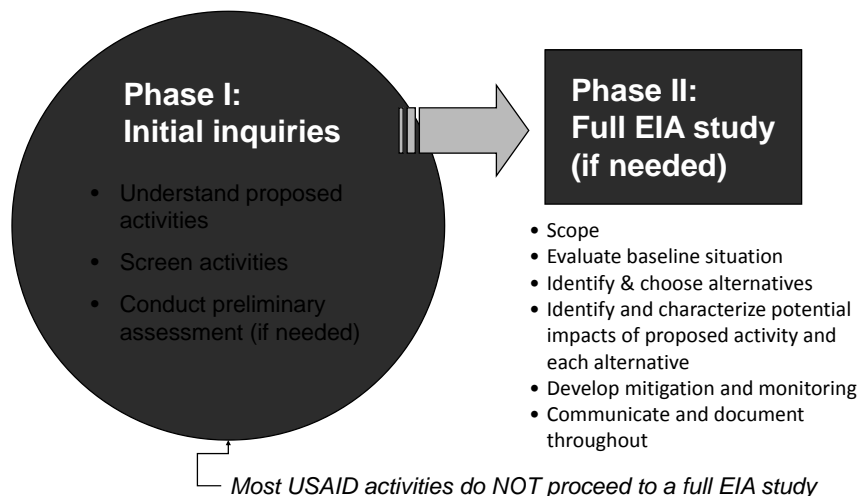 Phase I:
Initial inquiries
• Understand proposed
activities
• Screen activities
• Conduct preliminary
assessment (if needed)
Phase II:
Full EIA study
(if needed)
• Scope
• Evaluate baseline situation
• Identify & choose alternatives
• Identify and characterize potential
impacts of proposed activity and
each alternative
• Develop mitigation and monitoring
• Communicate and document
throughout
Most USAID activities do NOT proceed to a full EIA study